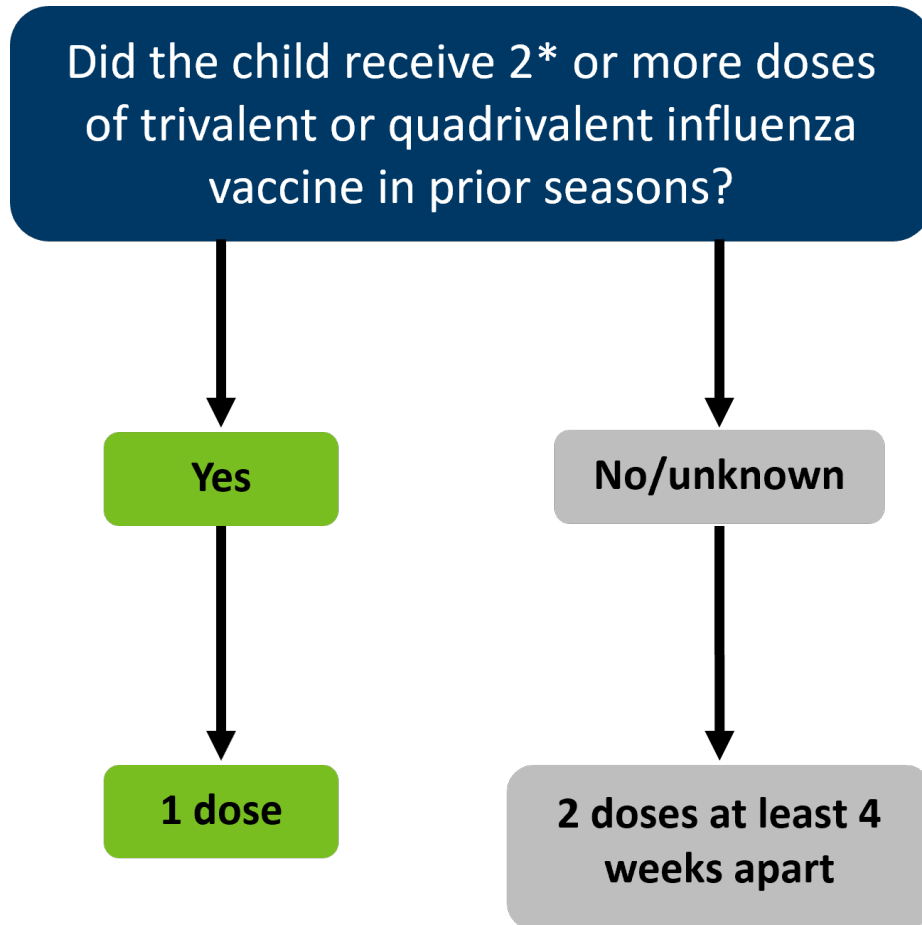 Did the child receive 2* or more doses
of trivalent or quadrivalent influenza
vaccine in prior seasons?
Yes
No/unknown
1 dose
2 doses at least 4
weeks apart